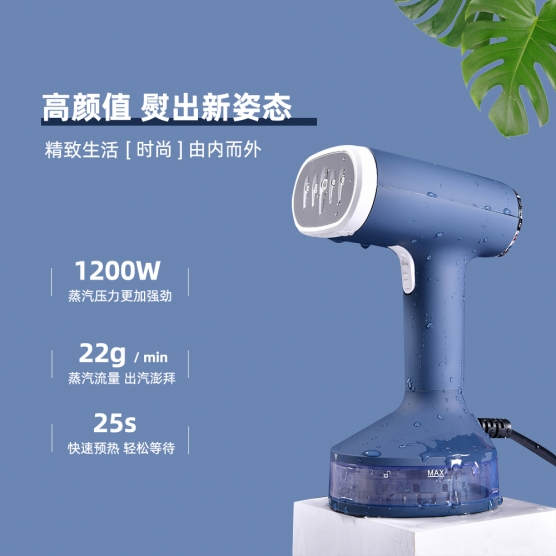 高颜值 熨出新姿态
精致生活 [ 时尚 ] 由内而外
1200W
蒸汽压力更加强劲
22g / min
蒸汽流量 出汽澎拜
25s
快速预热 轻松等待
MAX